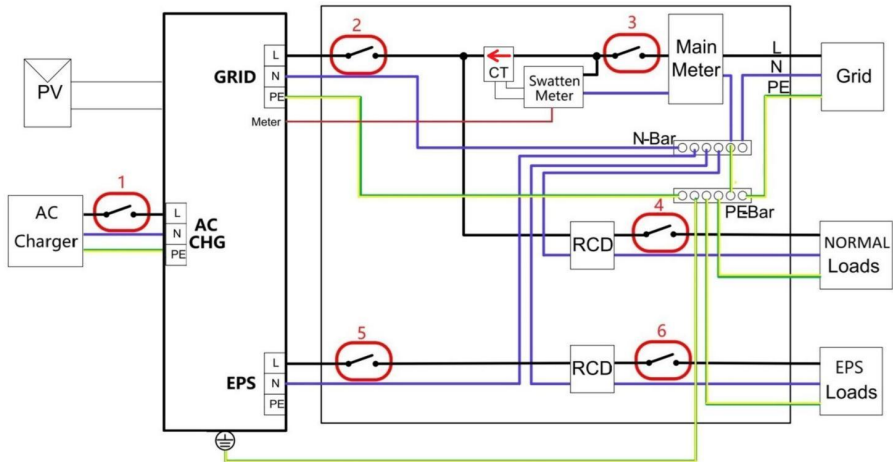 2
3
L
GRID
N
PE
Meter
CT
Swatten
Meter
Main
Meter
L
N
PE
Grid
PV
N-Bar
PE-Bar
1
AC
Charger
L
N
PE
AC
CHG
4
RCD
NORMAL
Loads
5
6
L
EPS
N
PE
RCD
EPS
Loads